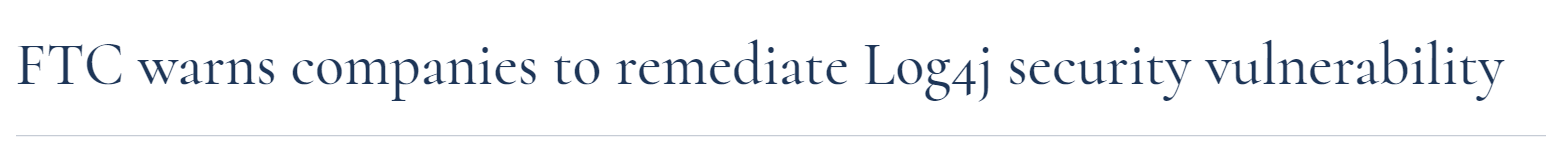 FTC warns companies to remediate Log4j security vulnerability